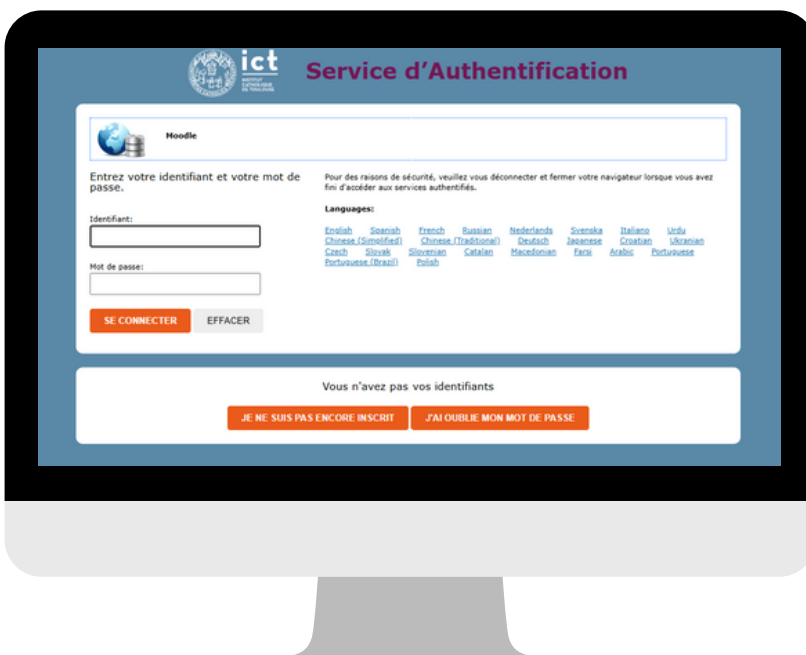 ict
INSTITUT
CATHOLIQUE
DE TOULOUSE
Service d'Authentification
Moodle
Entrez votre identifiant et votre mot de
passe.
Identifiant:
Mot de passe:
SE CONNECTER
EFFACER
Pour des raisons de sécurité, veuillez vous déconnecter et fermer votre navigateur lorsque vous avez
fini d'accéder aux services authentifiés.
Languages:
English Spanish French Russian Nederlands Svenska Italiano Urdu
Chinese (Simplified) Chinese (Traditional) Deutsch Japanese Croatian Ukranian
Czech Slovak Slovenian Catalan Macedonian Farsi Arabic Portuguese
Portuguese (Brazil) Polish
Vous n'avez pas vos identifiants
JE NE SUIS PAS ENCORE INSCRIT
J'AI OUBLIE MON MOT DE PASSE